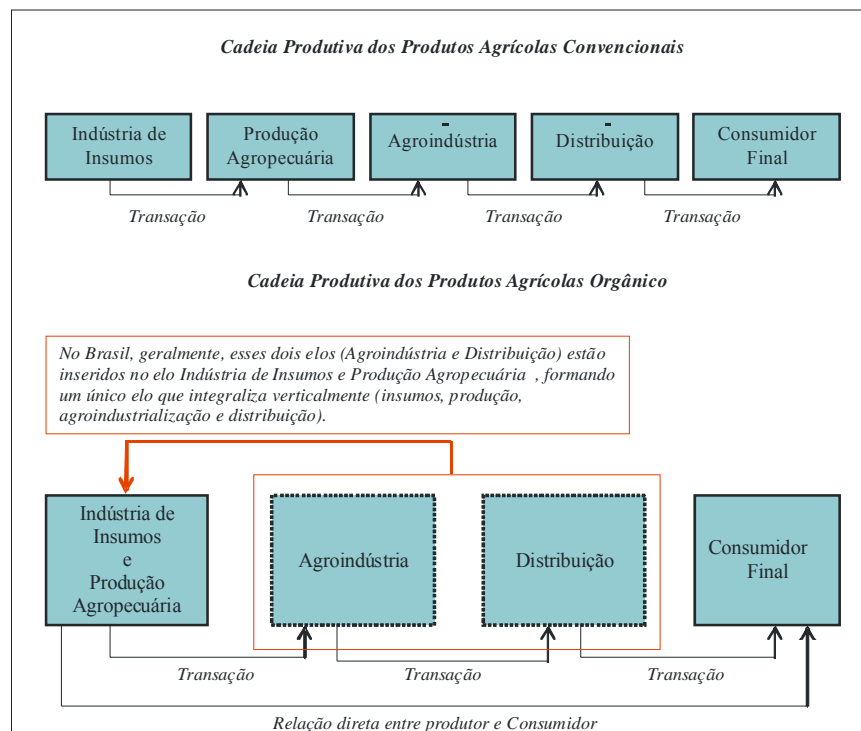 Cadeia Produtiva dos Produtos Agrícolas Convencionais
Indústria de
Insumos
Produção
Agropecuária
Agroindústria
Distribuição
Consumidor
Final
Transação
Transação
Transação
Transação
Cadeia Produtiva dos Produtos Agrícolas Orgânico
No Brasil, geralmente, esses dois elos (Agroindústria e Distribuição) estão
inseridos no elo Indústria de Insumos e Produção Agropecuária , formando
um único elo que integraliza verticalmente (insumos, produção,
agroindustrialização e distribuição).
Indústria de
Insumos
e
Produção
Agropecuária
Agroindústria
Distribuição
Consumidor
Final
Transação
Transação
Transação
Relação direta entre produtor e Consumidor